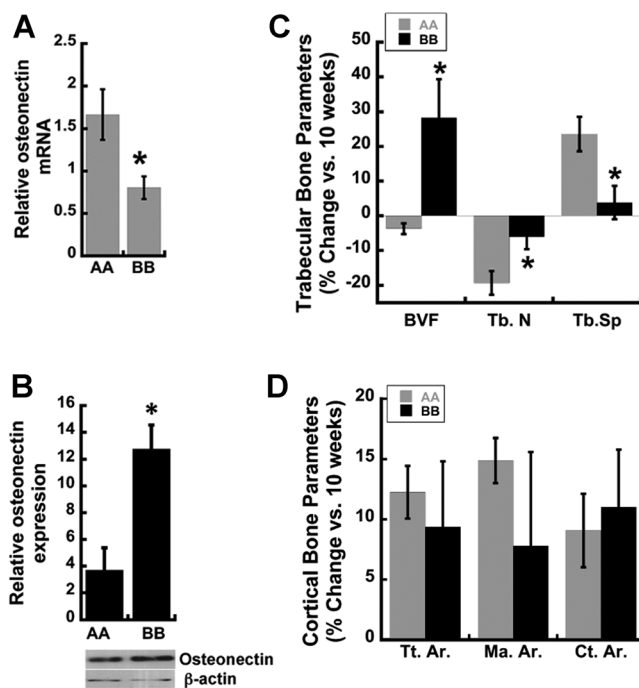 A
Relative osteonectin
mRNA
2
1.5
1
0.5
0
*
AA BB
B
Relative osteonectin
expression
16
14
12
10
8
6
4
2
0
*
AA BB
Osteonectin
β-actin
C
AA
BB
Trabecular Bone Parameters
(% Change vs. 10 weeks)
50
40
30
20
10
0
-10
-20
*
*
*
BVF Tb. N Tb.Sp
D
AA
BB
Cortical Bone Parameters
(% Change vs. 10 weeks)
20
15
10
5
0
Tt. Ar. Ma. Ar. Ct. Ar.